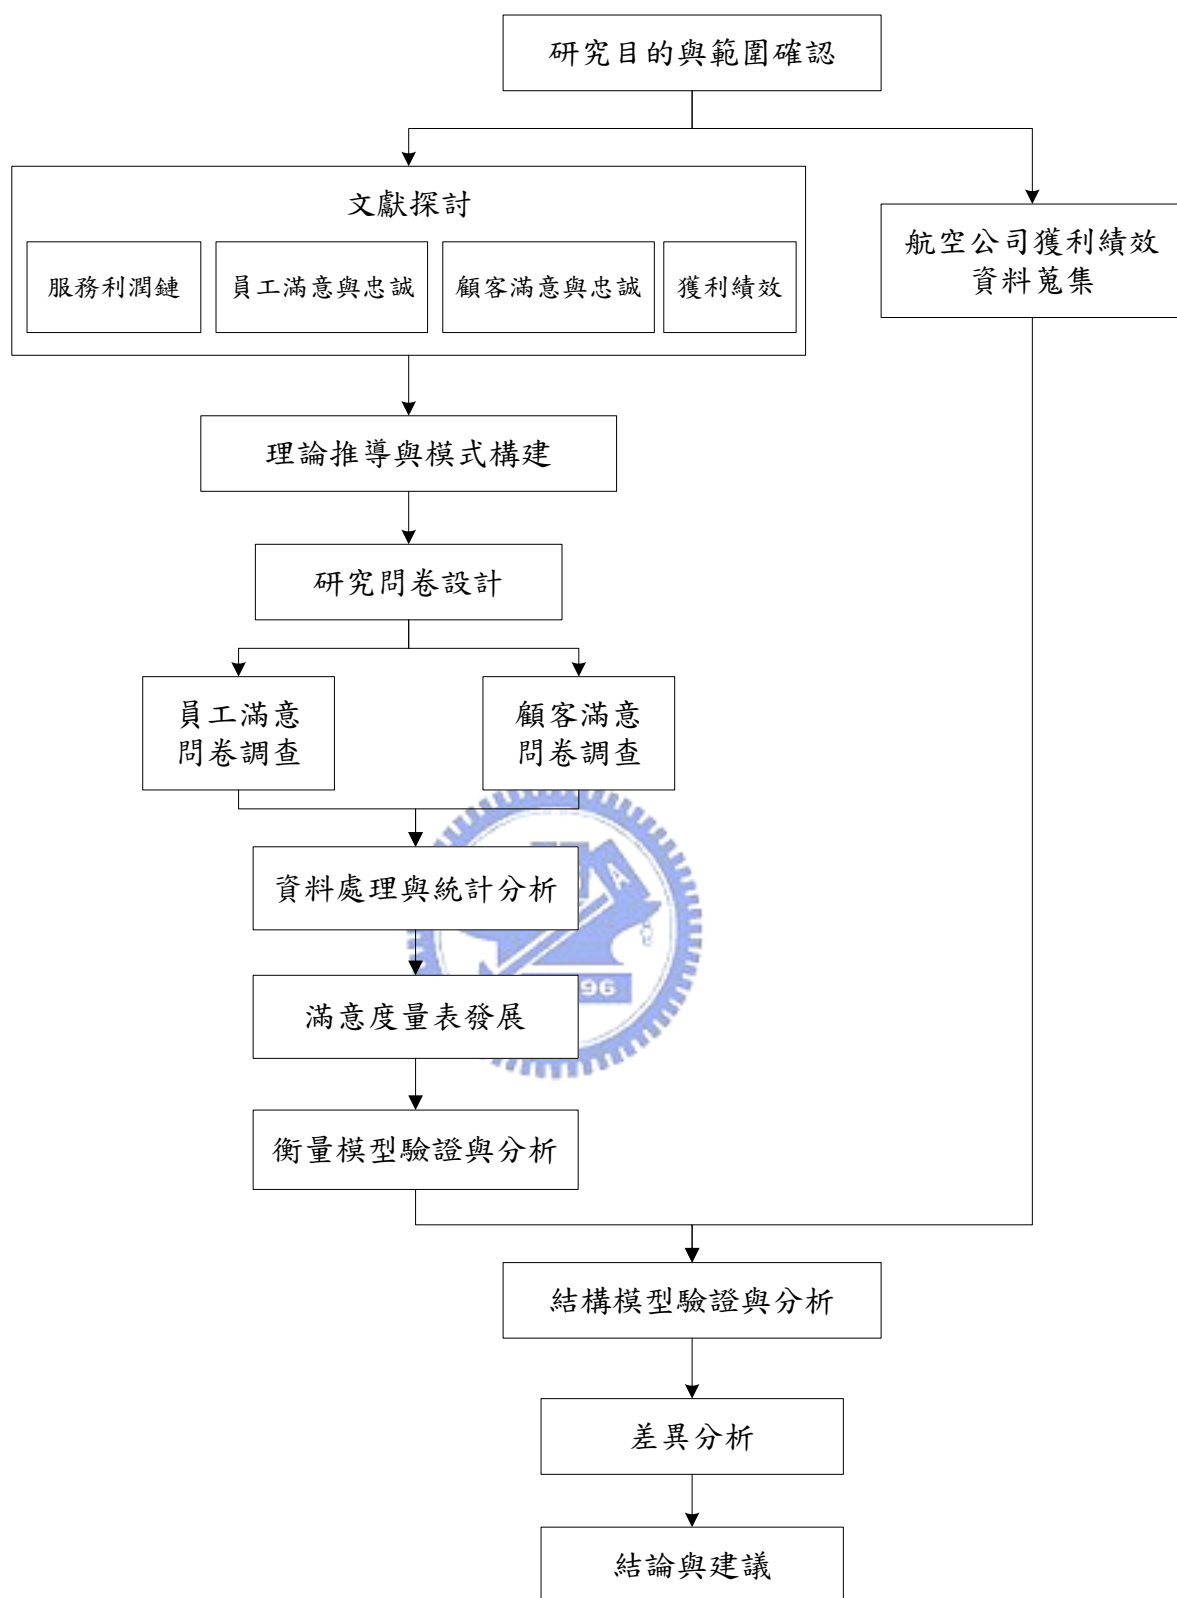 研究目的與範圍確認
文獻探討
服務利潤鏈
員工滿意與忠誠
顧客滿意與忠誠
獲利績效
航空公司獲利績效
資料蒐集
理論推導與模式構建
研究問卷設計
員工滿意
問卷調查
顧客滿意
問卷調查
資料處理與統計分析
A
滿意度量表發展
96
衡量模型驗證與分析
結構模型驗證與分析
差異分析
結論與建議